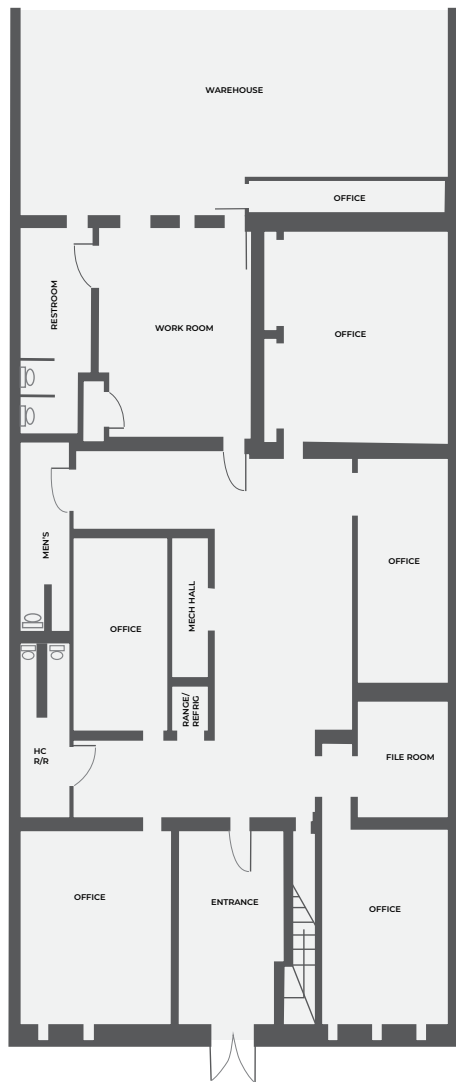 WAREHOUSE
OFFICE
RESTROOM
WORK ROOM
OFFICE
MEN'S
OFFICE
MECH HALL
OFFICE
RANGE/
REFRIG
HC
R/R
FILE ROOM
OFFICE
ENTRANCE
OFFICE